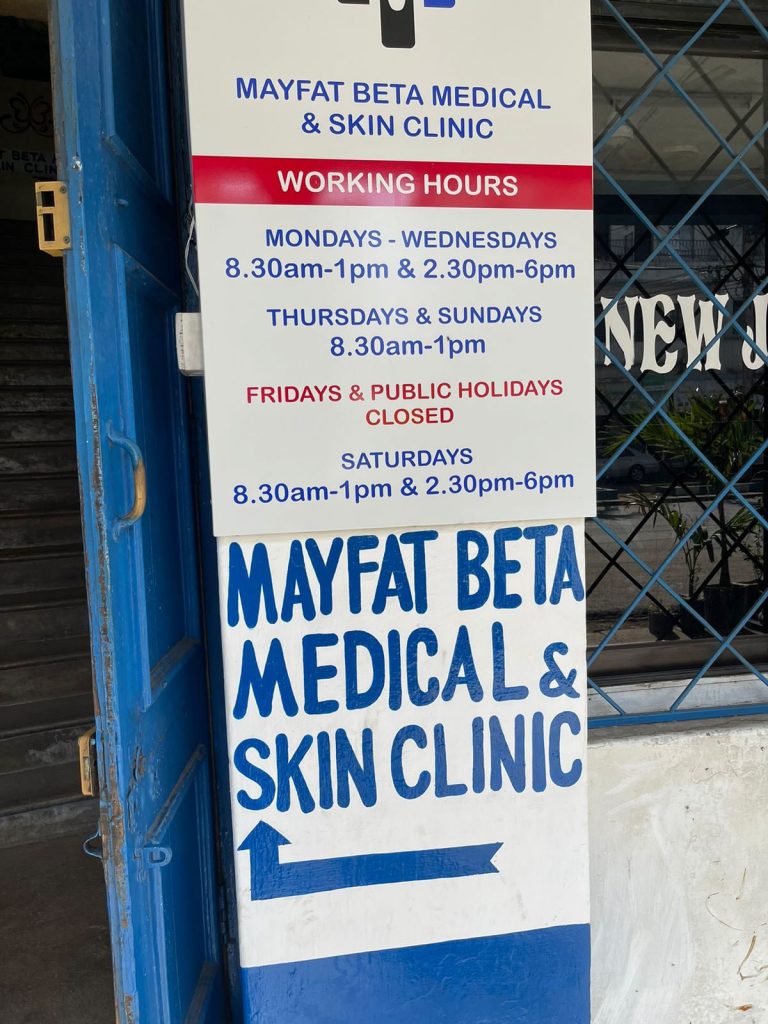 MAYFAT BETA MEDICAL
& SKIN CLINIC
WORKING HOURS
MONDAYS - WEDNESDAYS
8.30am-1pm & 2.30pm-6pm
THURSDAYS & SUNDAYS
8.30am-1pm
FRIDAYS & PUBLIC HOLIDAYS
CLOSED
SATURDAYS
8.30am-1pm & 2.30pm-6pm
MAYFAT BETA
MEDICAL &
SKIN CLINIC
NEW J